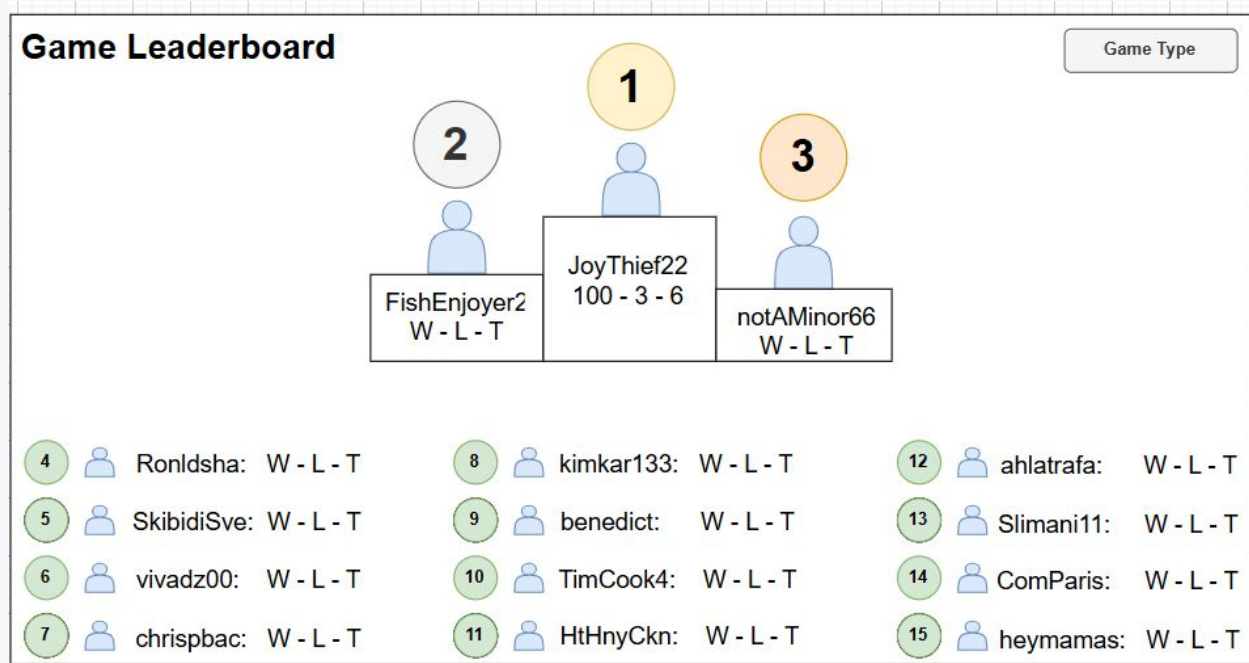 Game Leaderboard
Game Type
1
2
3
JoyThief22
100 - 3 - 6
FishEnjoyer2
W - L - T
notAMinor66
W - L - T
4 Ronldsha: W - L - T
5 SkibidiSve: W - L - T
6 vivadz00: W - L - T
7 chrispbac: W - L - T
8 kimkar133: W - L - T
9 benedict: W - L - T
10 TimCook4: W - L - T
11 HtHnyCkn: W - L - T
12 ahlatrafa: W - L - T
13 Slimani11: W - L - T
14 ComParis: W - L - T
15 heymamas: W - L - T